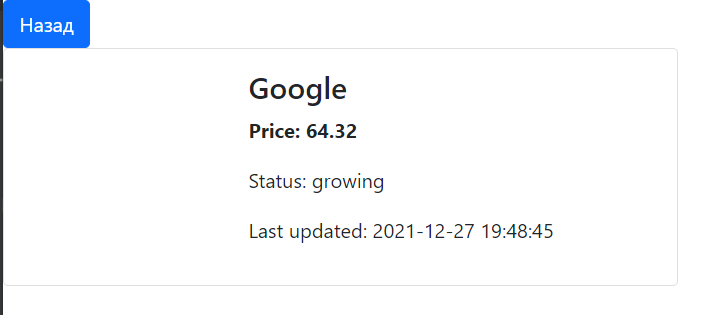 Назад
Google
Price: 64.32
Status: growing
Last updated: 2021-12-27 19:48:45